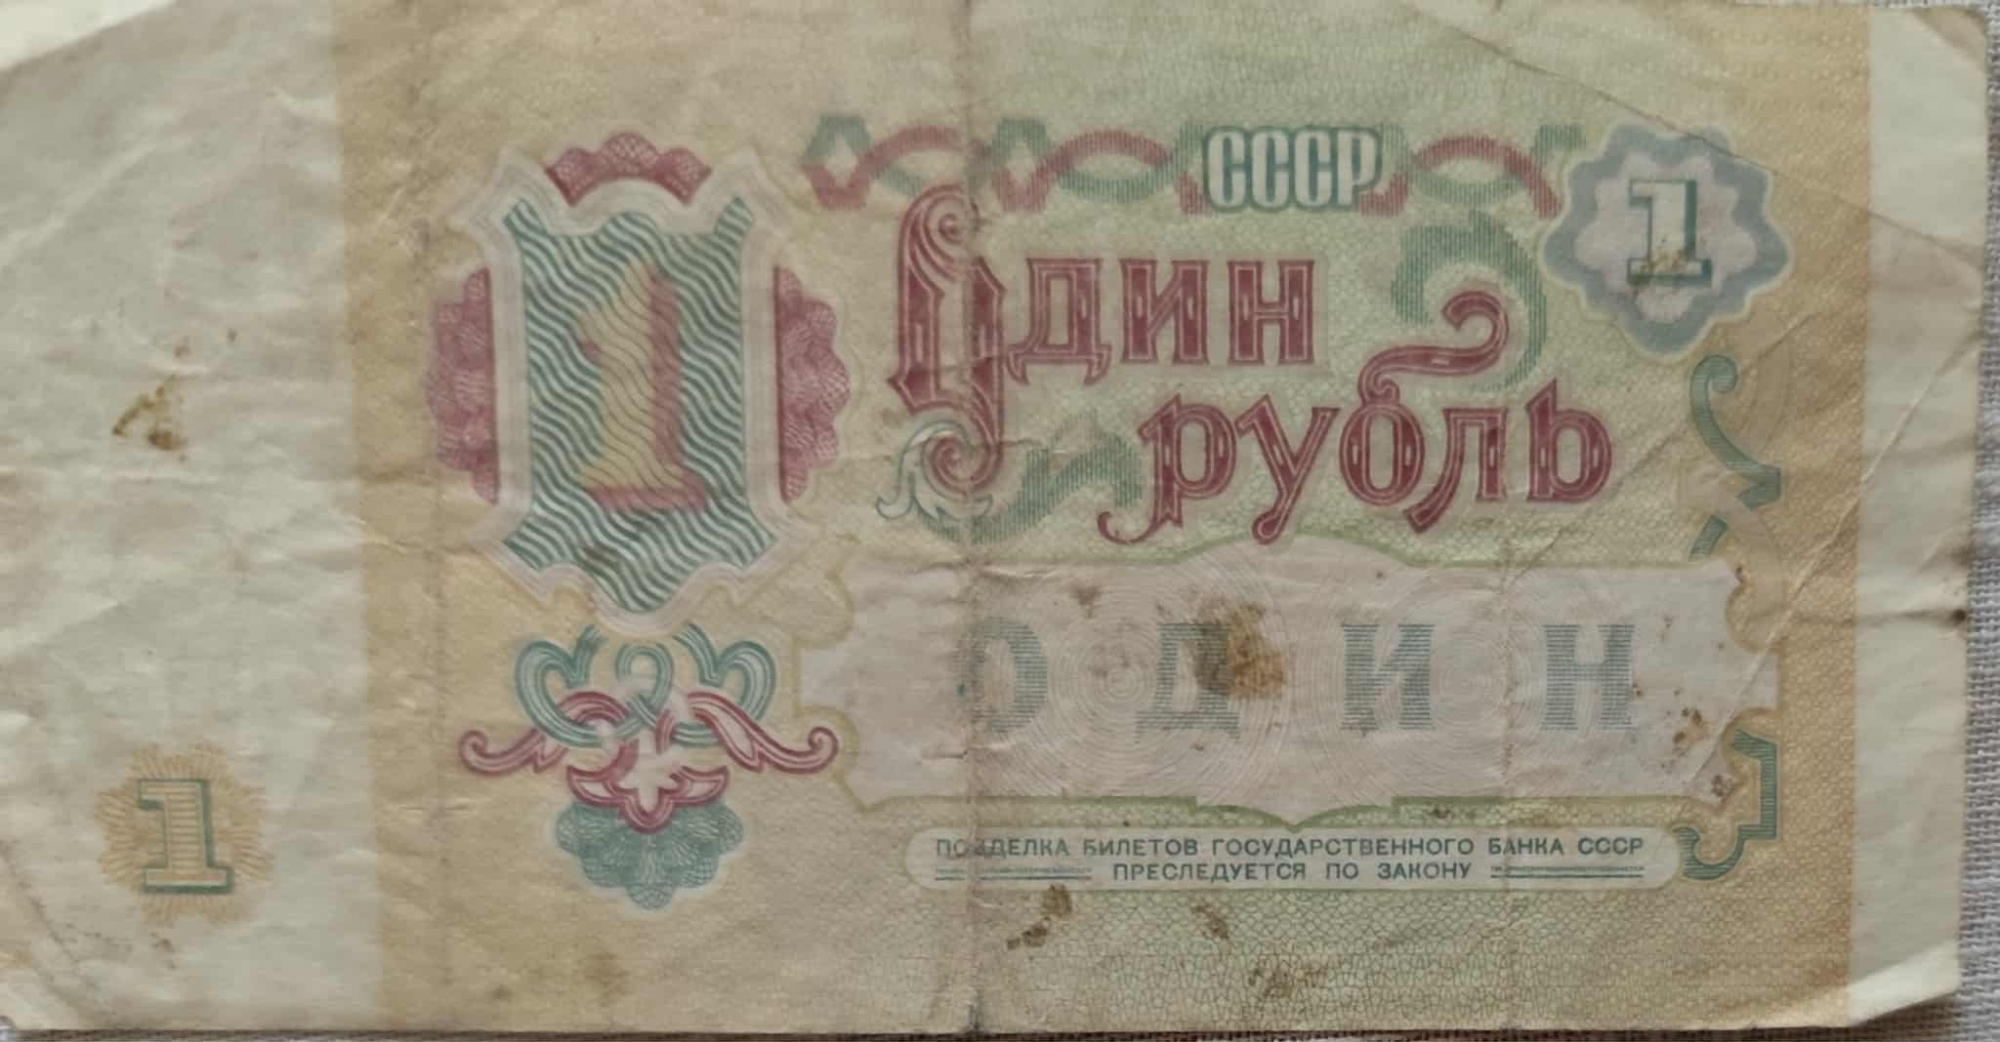 СССР
1
1
Один
рубль
ОДИН
1
ПОДДЕЛКА БИЛЕТОВ ГОСУДАРСТВЕННОГО БАНКА СССР
ПРЕСЛЕДУЕТСЯ ПО ЗАКОНУ